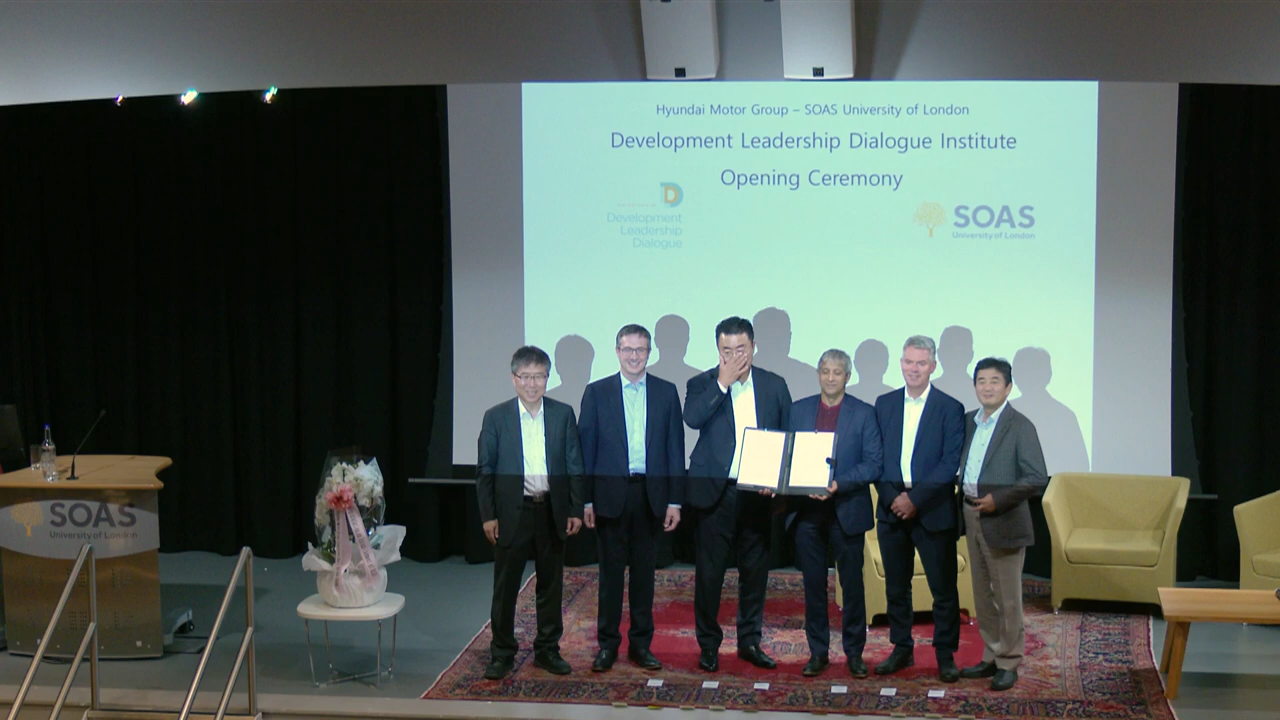 Hyundai Motor Group – SOAS University of London
Development Leadership Dialogue Institute
Opening Ceremony
D
Development
Leadership
Dialogue
SOAS
University of London
SOAS
University of London